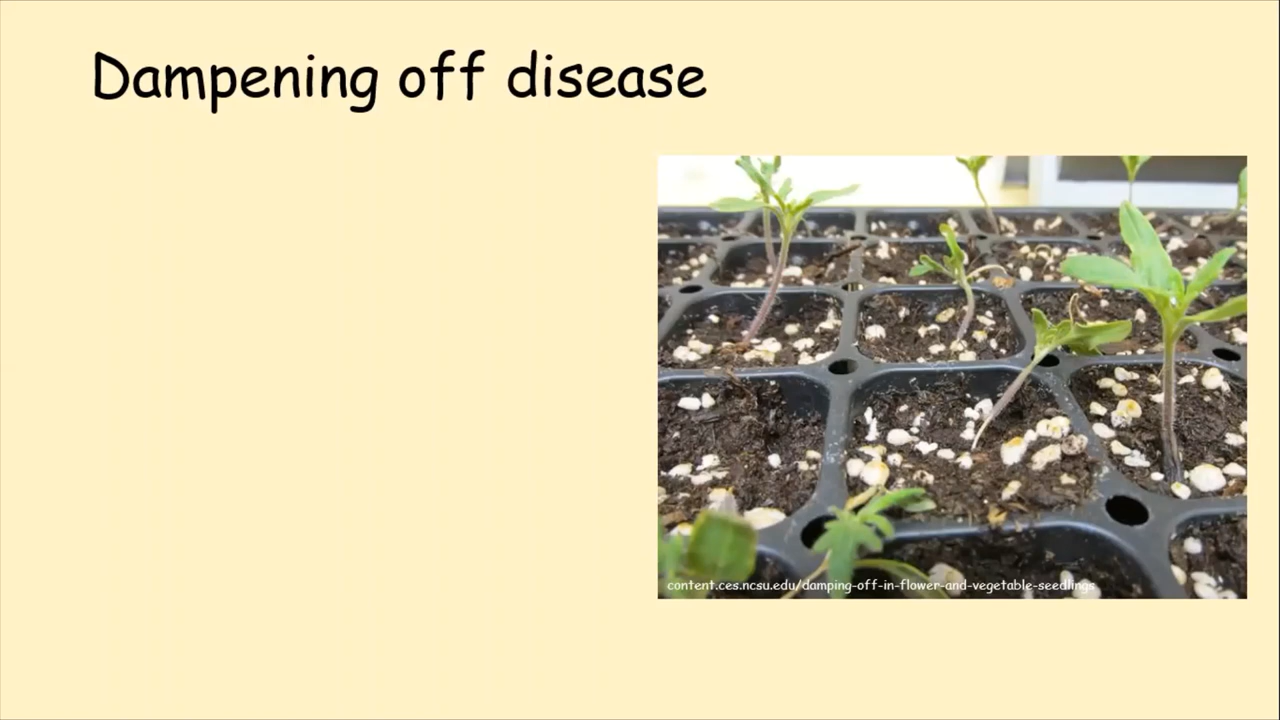 Dampening off disease
content.ces.ncsu.edu/damping-off-in-flower-and-vegetable-seedlings